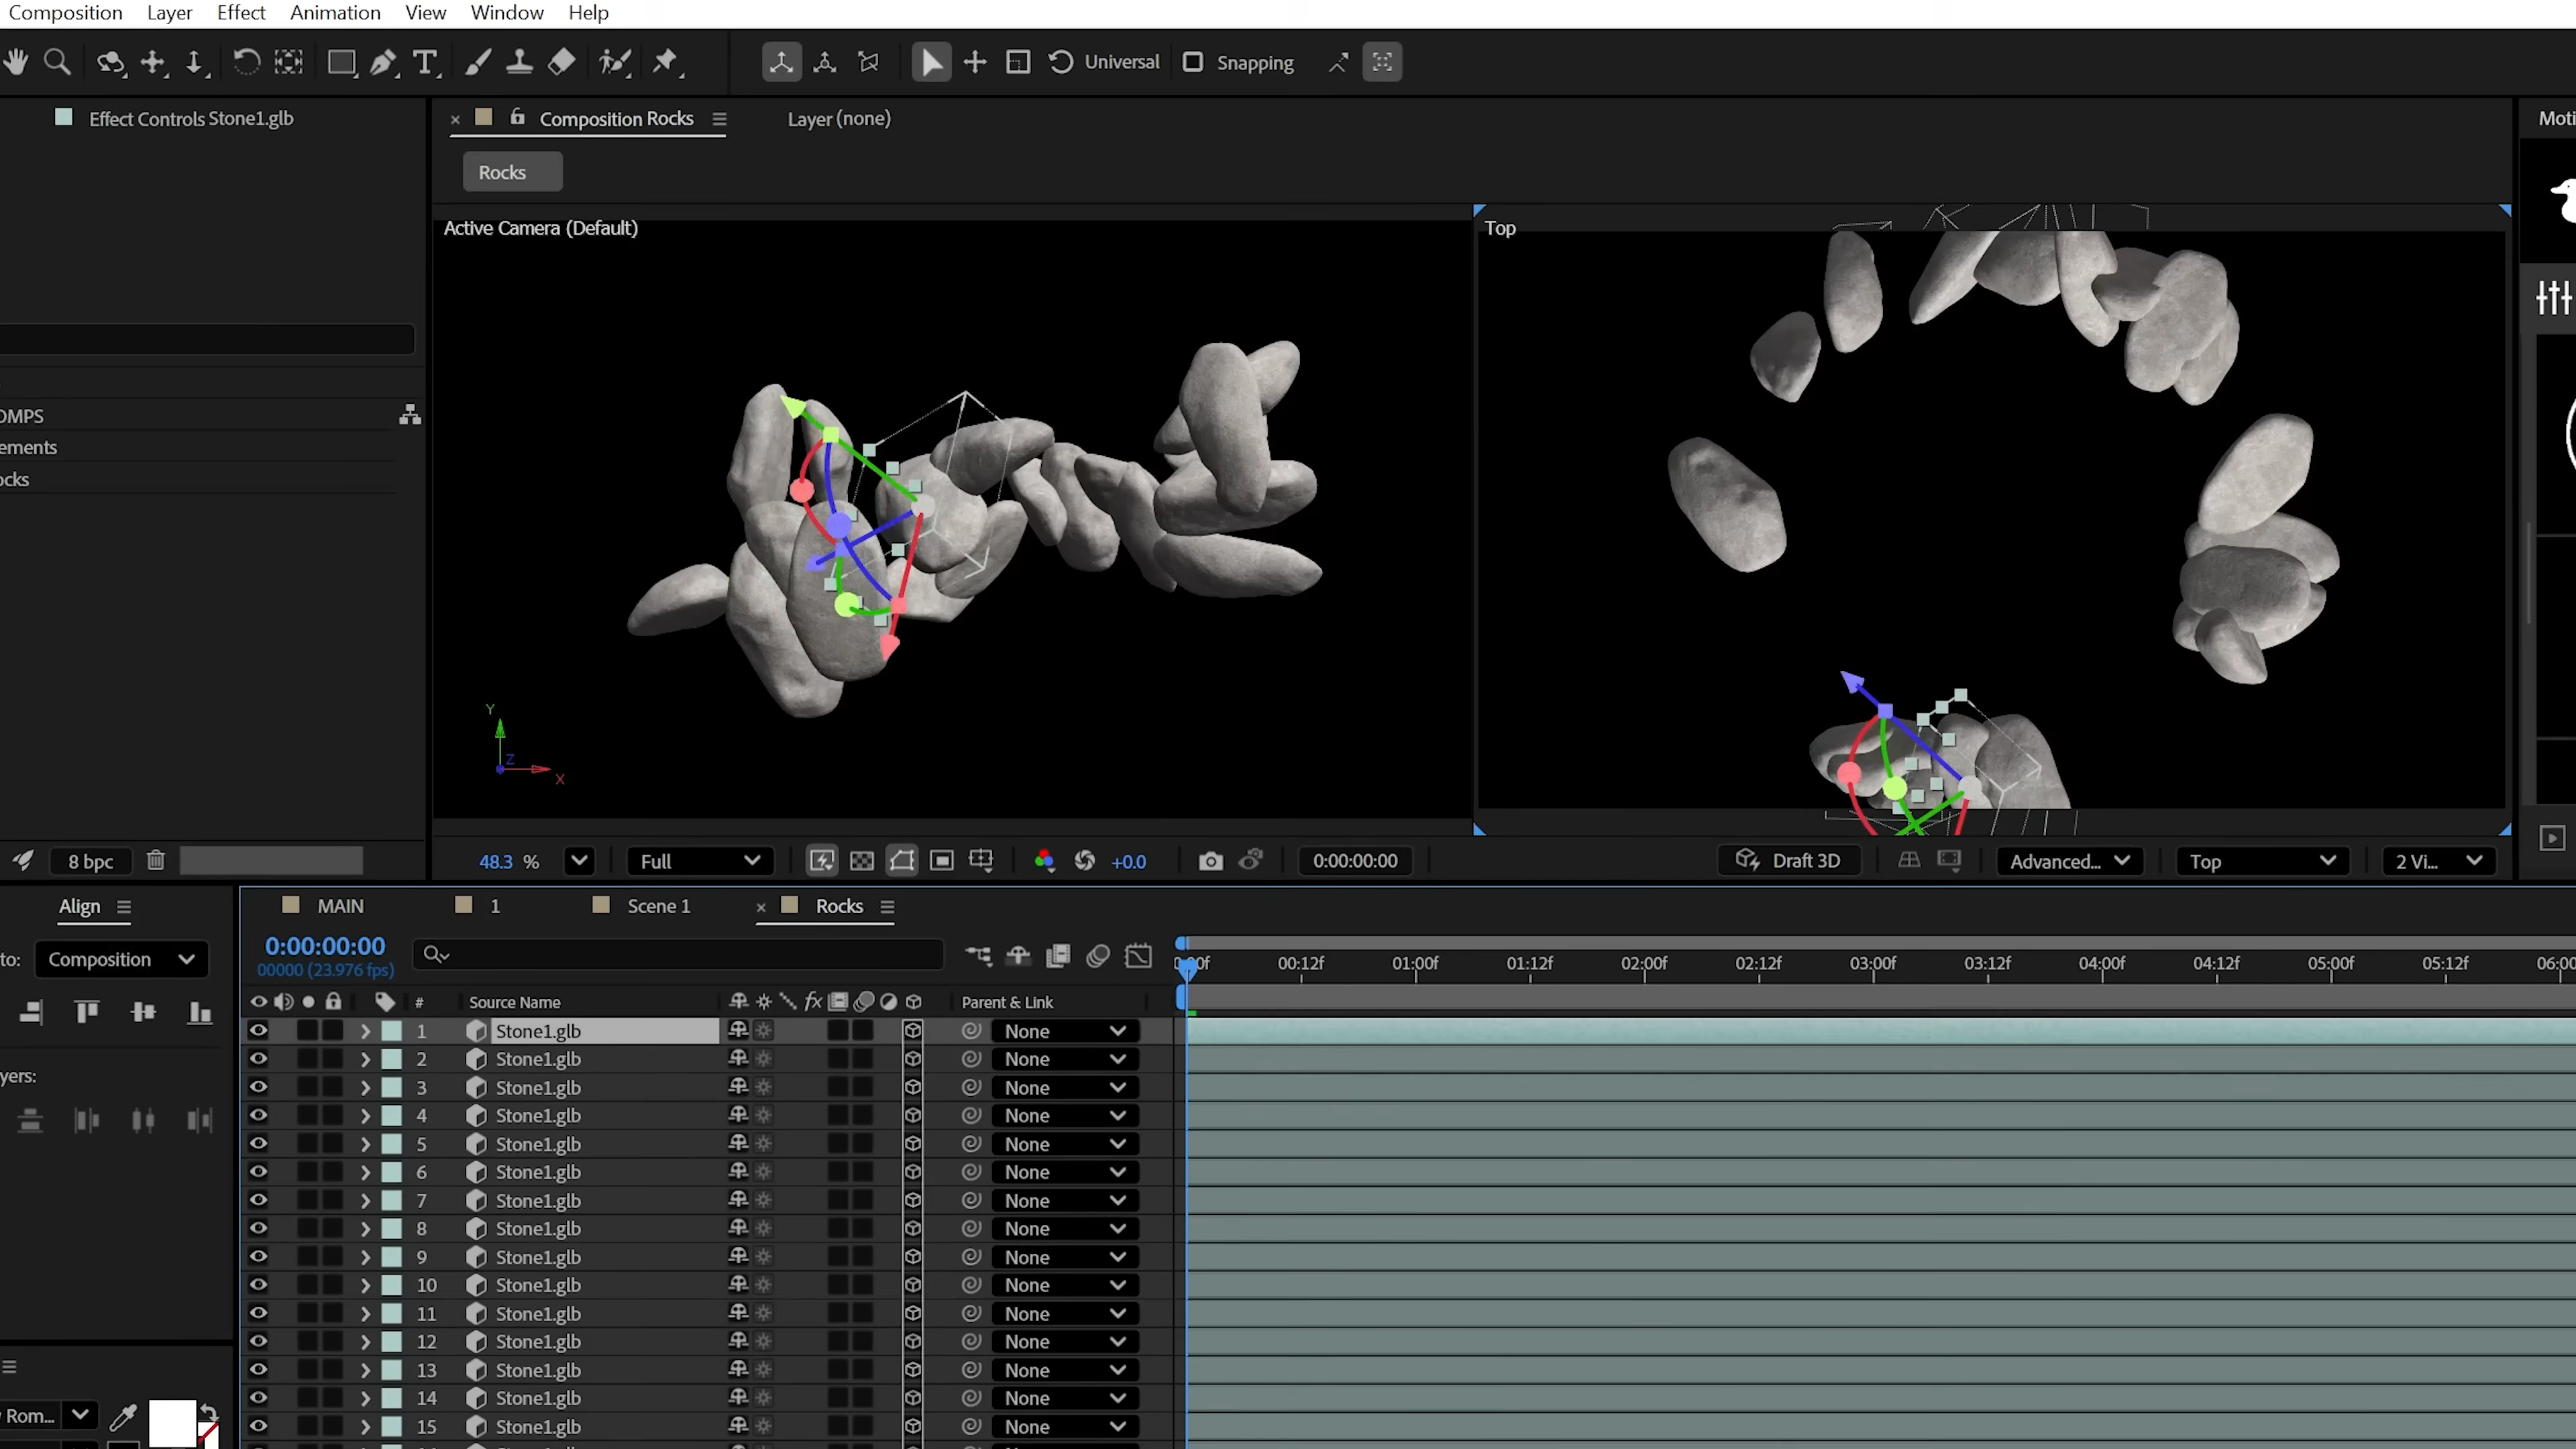 Composition Layer Effect Animation View Window Help
Universal Snapping
Effect Controls Stone1.glb
Composition Rocks
Layer (none)
Moti
Rocks
Active Camera (Default)
Top
OMPS
ements
ocks
Y
Z
X
8 bpc
48.3 %
Full
+0.0
0:00:00:00
Draft 3D
Advanced...
Top
2 Vi...
Align
MAIN
1
Scene 1
Rocks
to: Composition
0:00:00:00
00000 (23.976 fps)
00f 00:12f 01:00f 01:12f 02:00f 02:12f 03:00f 03:12f 04:00f 04:12f 05:00f 05:12f 06:00
# Source Name fx Parent & Link
yers:
1 Stone1.glb None
2 Stone1.glb None
3 Stone1.glb None
4 Stone1.glb None
5 Stone1.glb None
6 Stone1.glb None
7 Stone1.glb None
8 Stone1.glb None
9 Stone1.glb None
10 Stone1.glb None
11 Stone1.glb None
12 Stone1.glb None
13 Stone1.glb None
14 Stone1.glb None
15 Stone1.glb None
Rom...